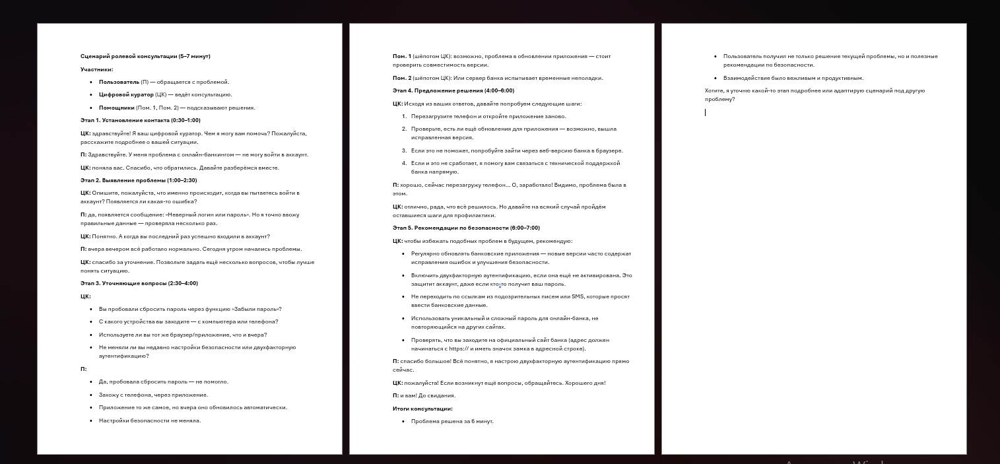 Сценарий ролевой консультации (5–7 минут)
Участники:
• Пользователь (П) — обращается с проблемой.
• Цифровой куратор (ЦК) — ведёт консультацию.
• Помощники (Пом. 1, Пом. 2) — подсказывают решения.
Этап 1. Установление контакта (0:30–1:00)
ЦК: здравствуйте! Я ваш цифровой куратор. Чем я могу вам помочь? Пожалуйста,
расскажите подробнее о вашей ситуации.
П: Здравствуйте. У меня проблема с онлайн-банкингом — не могу войти в аккаунт.
ЦК: поняла вас. Спасибо, что обратились. Давайте разберёмся вместе.
Этап 2. Выявление проблемы (1:00–2:30)
ЦК: Опишите, пожалуйста, что именно происходит, когда вы пытаетесь войти в
аккаунт? Появляется ли какая-то ошибка?
П: да, появляется сообщение: «Неверный логин или пароль». Но я точно ввожу
правильные данные — проверяла несколько раз.
ЦК: Понятно. А когда вы последний раз успешно входили в аккаунт?
П: вчера вечером всё работало нормально. Сегодня утром начались проблемы.
ЦК: спасибо за уточнение. Позвольте задать ещё несколько вопросов, чтобы лучше
понять ситуацию.
Этап 3. Уточняющие вопросы (2:30–4:00)
ЦК:
• Вы пробовали сбросить пароль через функцию «Забыли пароль»?
• С какого устройства вы заходите — с компьютера или телефона?
• Используете ли вы тот же браузер/приложение, что и вчера?
• Не меняли ли вы недавно настройки безопасности или двухфакторную
аутентификацию?
П:
• Да, пробовала сбросить пароль — не помогло.
• Захожу с телефона, через приложение.
• Приложение то же самое, но вчера оно обновилось автоматически.
• Настройки безопасности не меняла.
Пом. 1 (шёпотом ЦК): возможно, проблема в обновлении приложения — стоит
проверить совместимость версии.
Пом. 2 (шёпотом ЦК): Или сервер банка испытывает временные неполадки.
Этап 4. Предложение решения (4:00–6:00)
ЦК: Исходя из ваших ответов, давайте попробуем следующие шаги:
1. Перезагрузите телефон и откройте приложение заново.
2. Проверьте, есть ли ещё обновления для приложения — возможно, вышла
исправленная версия.
3. Если это не поможет, попробуйте зайти через веб-версию банка в браузере.
4. Если и это не сработает, я помогу вам связаться с технической поддержкой
банка напрямую.
П: хорошо, сейчас перезагружу телефон… О, заработало! Видимо, проблема была в
этом.
ЦК: отлично, рада, что всё решилось. Но давайте на всякий случай пройдём
оставшиеся шаги для профилактики.
Этап 5. Рекомендации по безопасности (6:00–7:00)
ЦК: чтобы избежать подобных проблем в будущем, рекомендую:
• Регулярно обновлять банковские приложения — новые версии часто содержат
исправления ошибок и улучшения безопасности.
• Включить двухфакторную аутентификацию, если она ещё не активирована. Это
защитит аккаунт, даже если кто-то получит ваш пароль.
• Не переходить по ссылкам из подозрительных писем или SMS, которые просят
ввести банковские данные.
• Использовать уникальный и сложный пароль для онлайн-банка, не
повторяющийся на других сайтах.
• Проверять, что вы заходите на официальный сайт банка (адрес должен
начинаться с https:// и иметь значок замка в адресной строке).
П: спасибо большое! Всё понятно, я настрою двухфакторную аутентификацию прямо
сейчас.
ЦК: пожалуйста! Если возникнут ещё вопросы, обращайтесь. Хорошего дня!
П: и вам! До свидания.
Итоги консультации:
• Проблема решена за 6 минут.
• Пользователь получил не только решение текущей проблемы, но и полезные
рекомендации по безопасности.
• Взаимодействие было вежливым и продуктивным.
Хотите, я уточню какой-то этап подробнее или адаптирую сценарий под другую
проблему?